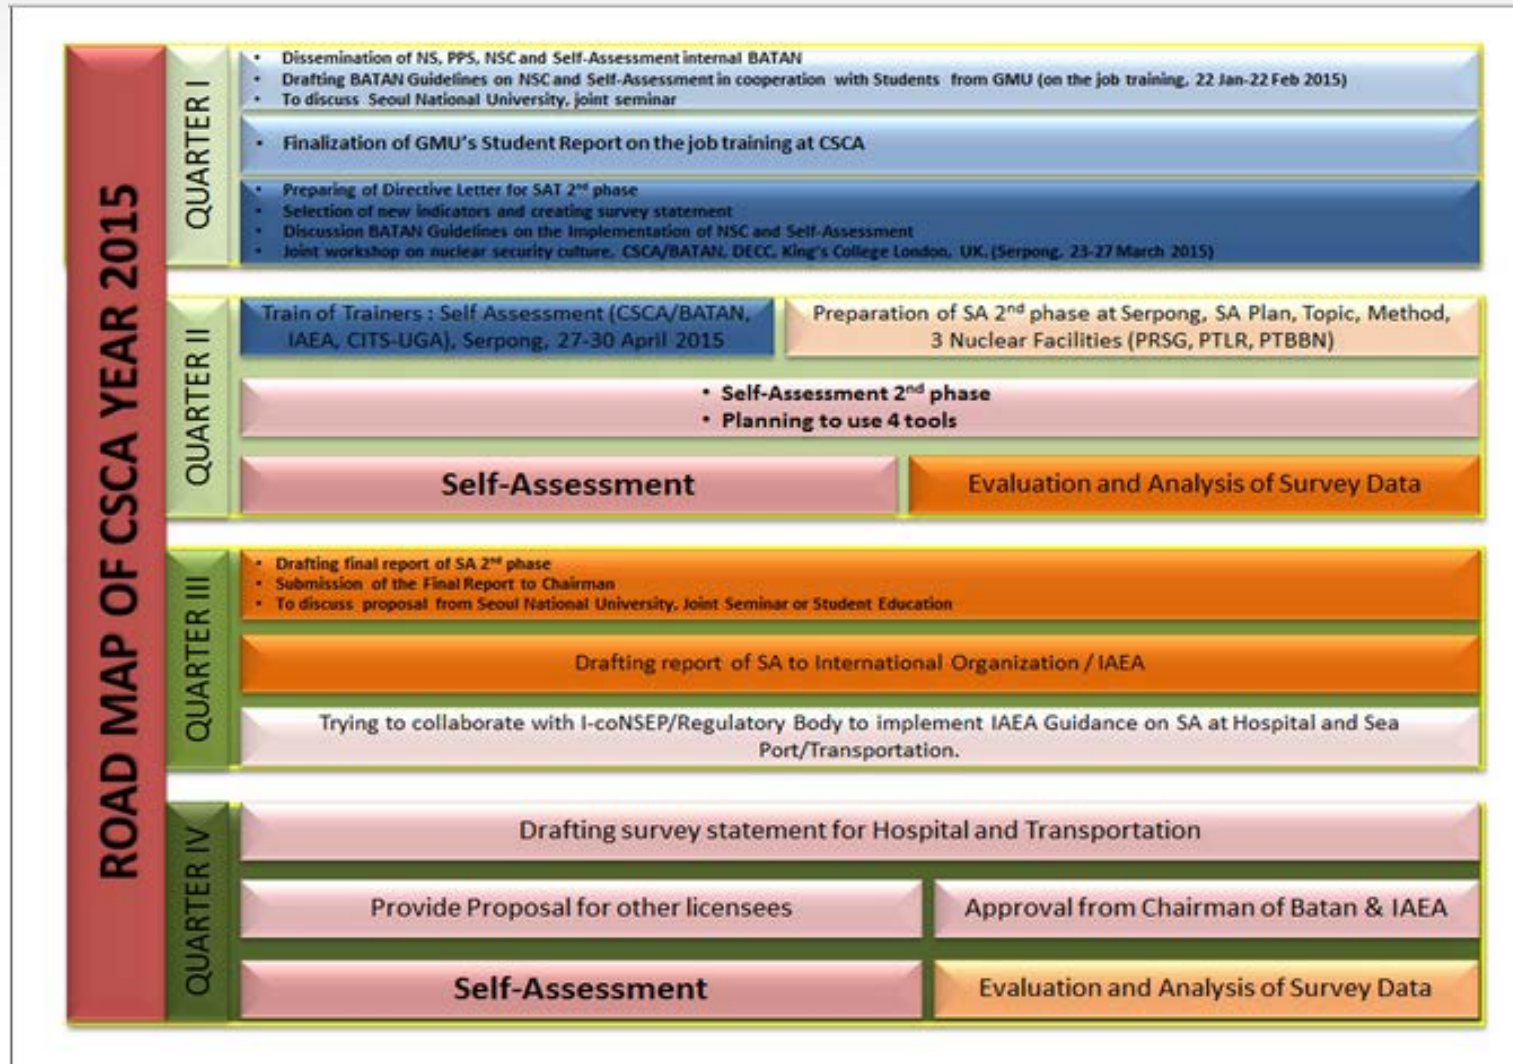 ROAD MAP OF CSCA YEAR 2015
QUARTER I
• Dissemination of NS, PPS, NSC and Self-Assessment internal BATAN
• Drafting BATAN Guidelines on NSC and Self-Assessment in cooperation with Students from GMU (on the job training, 22 Jan-22 Feb 2015)
• To discuss Seoul National University, joint seminar
• Finalization of GMU's Student Report on the job training at CSCA
• Preparing of Directive Letter for SAT 2nd phase
• Selection of new indicators and creating survey statement
• Discussion BATAN Guidelines on the Implementation of NSC and Self-Assessment
• Joint workshop on nuclear security culture, CSCA/BATAN, DECC, King's College London, UK. (Serpong, 23-27 March 2015)
QUARTER II
Train of Trainers : Self Assessment (CSCA/BATAN,
IAEA, CITS-UGA), Serpong, 27-30 April 2015
Preparation of SA 2nd phase at Serpong, SA Plan, Topic, Method,
3 Nuclear Facilities (PRSG, PTLR, PTBBN)
• Self-Assessment 2nd phase
• Planning to use 4 tools
Self-Assessment
Evaluation and Analysis of Survey Data
QUARTER III
• Drafting final report of SA 2nd phase
• Submission of the Final Report to Chairman
• To discuss proposal from Seoul National University, Joint Seminar or Student Education
Drafting report of SA to International Organization / IAEA
Trying to collaborate with I-coNSEP/Regulatory Body to implement IAEA Guidance on SA at Hospital and Sea
Port/Transportation.
QUARTER IV
Drafting survey statement for Hospital and Transportation
Provide Proposal for other licensees
Approval from Chairman of Batan & IAEA
Self-Assessment
Evaluation and Analysis of Survey Data